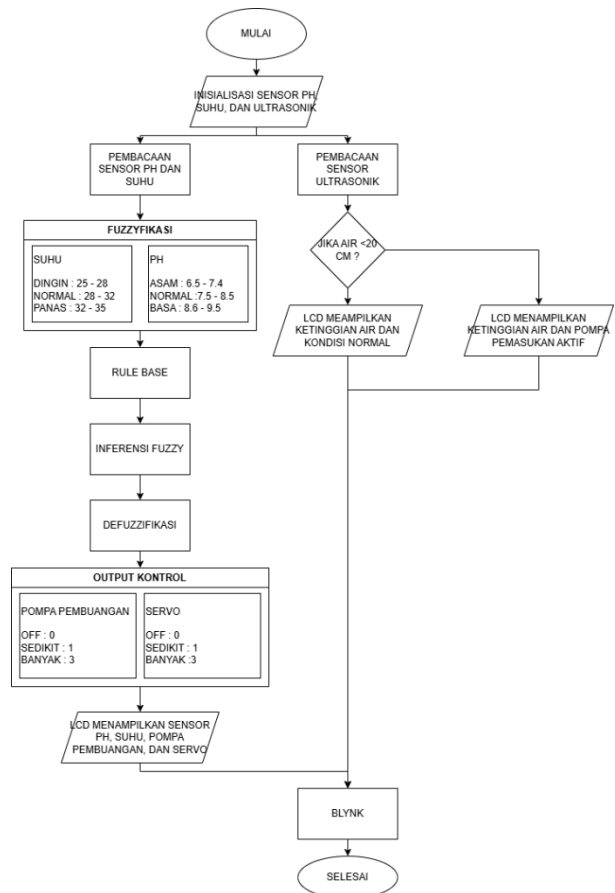 MULAI
INISIALISASI SENSOR PH,
SUHU, DAN ULTRASONIK
PEMBACAAN
SENSOR PH DAN
SUHU
PEMBACAAN
SENSOR
ULTRASONIK
FUZZYFIKASI
SUHU
DINGIN : 25 - 28
NORMAL : 28 - 32
PANAS : 32 - 35
PH
ASAM : 6.5 - 7.4
NORMAL :7.5 - 8.5
BASA : 8.6 - 9.5
JIKA AIR <20
CM ?
LCD MEAMPILKAN
KETINGGIAN AIR DAN
KONDISI NORMAL
LCD MENAMPILKAN
KETINGGIAN AIR DAN POMPA
PEMASUKAN AKTIF
RULE BASE
INFERENSI FUZZY
DEFUZZIFIKASI
OUTPUT KONTROL
POMPA PEMBUANGAN
OFF : 0
SEDIKIT : 1
BANYAK : 3
SERVO
OFF : 0
SEDIKIT : 1
BANYAK :3
LCD MENAMPILKAN SENSOR
PH, SUHU, POMPA
PEMBUANGAN, DAN SERVO
BLYNK
SELESAI